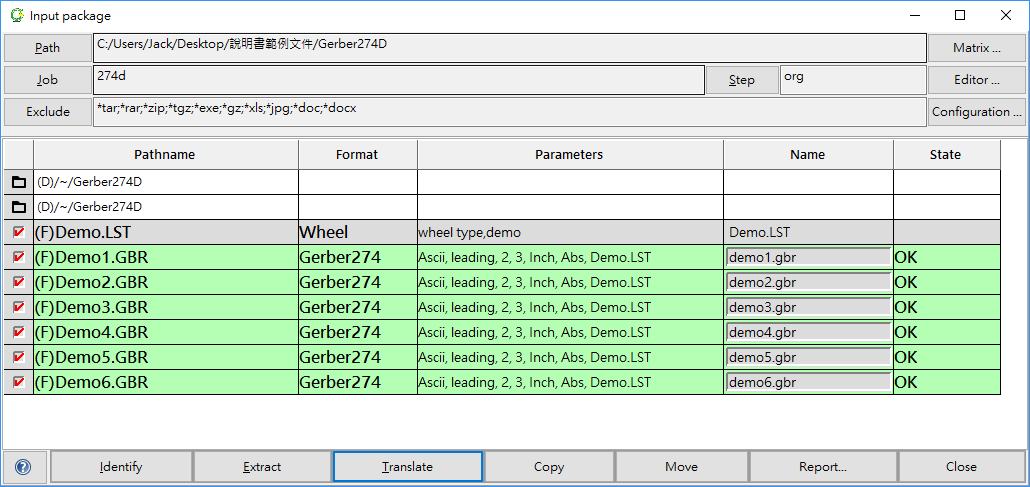 Input package
Path C:/Users/Jack/Desktop/說明書範例文件/Gerber274D Matrix ...
Job 274d Step org Editor ...
Exclude *tar;*rar;*zip;*tgz;*exe;*gz;*xls;*jpg;*doc;*docx Configuration ...
Pathname Format Parameters Name State
(D)/~/Gerber274D
(D)/~/Gerber274D
(F)Demo.LST Wheel wheel type,demo Demo.LST
(F)Demo1.GBR Gerber274 Ascii, leading, 2, 3, Inch, Abs, Demo.LST demo1.gbr OK
(F)Demo2.GBR Gerber274 Ascii, leading, 2, 3, Inch, Abs, Demo.LST demo2.gbr OK
(F)Demo3.GBR Gerber274 Ascii, leading, 2, 3, Inch, Abs, Demo.LST demo3.gbr OK
(F)Demo4.GBR Gerber274 Ascii, leading, 2, 3, Inch, Abs, Demo.LST demo4.gbr OK
(F)Demo5.GBR Gerber274 Ascii, leading, 2, 3, Inch, Abs, Demo.LST demo5.gbr OK
(F)Demo6.GBR Gerber274 Ascii, leading, 2, 3, Inch, Abs, Demo.LST demo6.gbr OK
? Identify Extract Translate Copy Move Report... Close